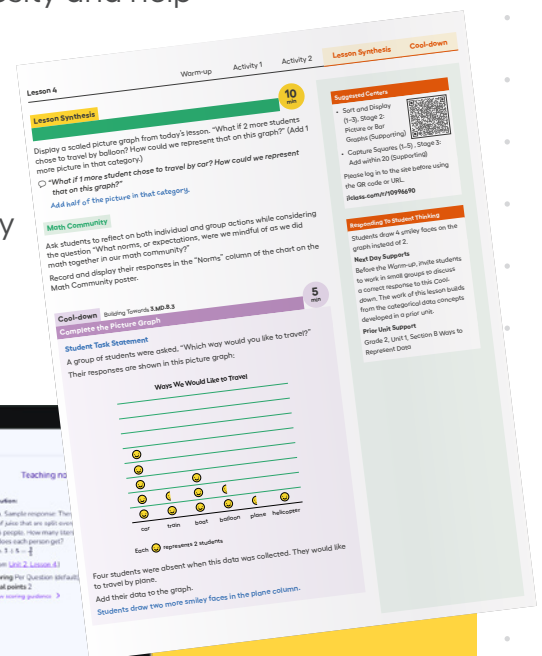 osity and help
y
Lesson 4
Warm-up
Activity 1
Activity 2
Lesson Synthesis
Cool-down
Lesson Synthesis
10
min
Display a scaled picture graph from today's lesson. "What if 2 more students
chose to travel by balloon? How could we represent that on this graph?" (Add 1
more picture in that category.)
"What if 1 more student chose to travel by car? How could we represent
that on this graph?"
Add half of the picture in that category.
Math Community
Ask students to reflect on both individual and group actions while considering
the question "What norms, or expectations, were we mindful of as we did
math together in our math community?"
Record and display their responses in the "Norms" column of the chart on the
Math Community poster.
Cool-down
Building Towards 3.MD.B.3
5
min
Complete the Picture Graph
Student Task Statement
A group of students were asked, "Which way would you like to travel?"
Their responses are shown in this picture graph:
Ways We Would Like to Travel
car
train
boat
balloon
plane
helicopter
Each represents 2 students
Four students were absent when this data was collected. They would like
to travel by plane.
Add their data to the graph.
Students draw two more smiley faces in the plane column.
Suggested Centers
• Sort and Display
(1–3), Stage 2:
Picture or Bar
Graphs (Supporting)
• Capture Squares (1–5), Stage 3:
Add within 20 (Supporting)
Please log in to the site before using
the QR code or URL.
Responding To Student Thinking
Students draw 4 smiley faces on the
graph instead of 2.
Next Day Supports
Before the Warm-up, invite students
to work in small groups to discuss
a correct response to this Cool-
down. The work of this lesson builds
from the categorical data concepts
developed in a prior unit.
Prior Unit Support
Grade 2, Unit 1, Section B Ways to
Represent Data
Teaching no